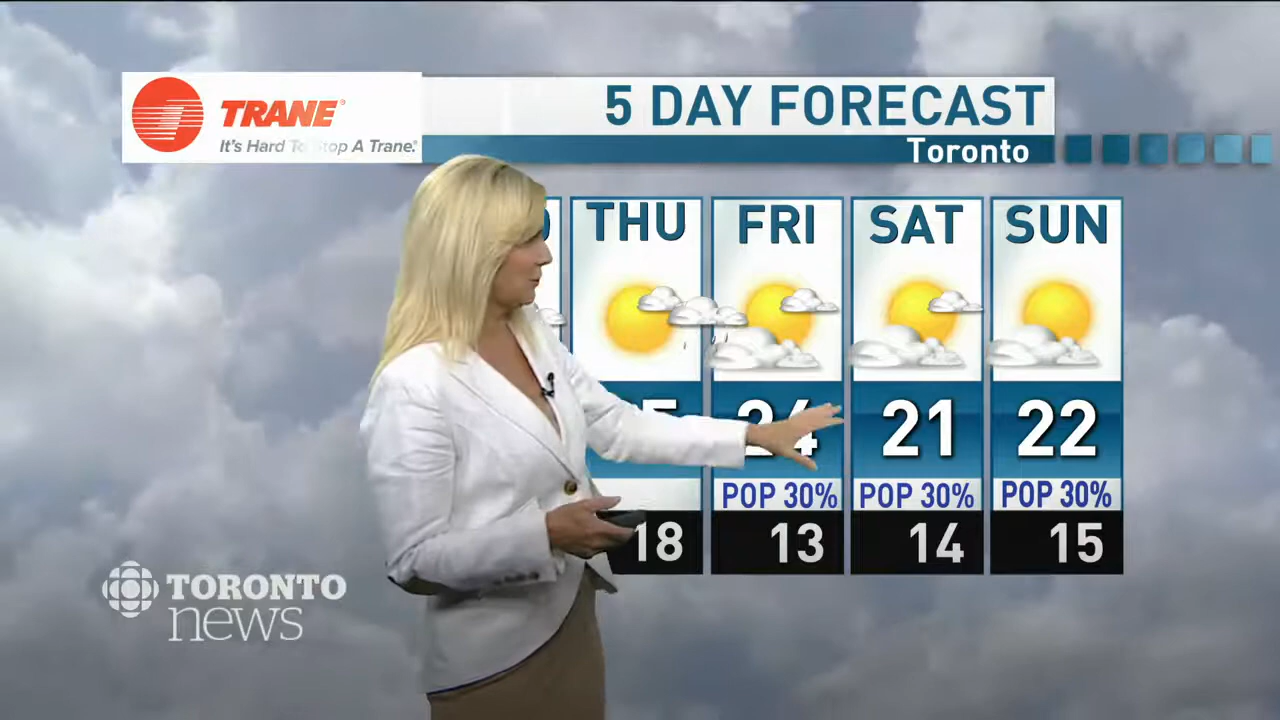 TRANE®
It's Hard To Stop A Trane.®
5 DAY FORECAST
Toronto
THU FRI SAT SUN
24 21 22
POP 30% POP 30% POP 30%
18 13 14 15
TORONTO
news